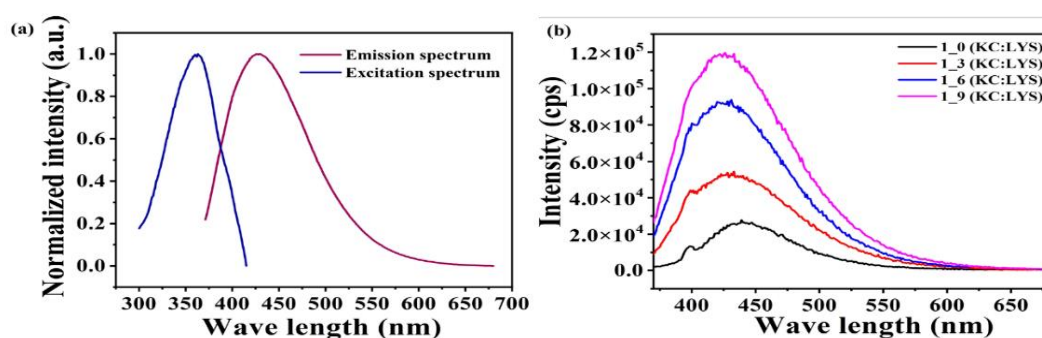 (a)
Normalized intensity (a.u.)
1.0
0.8
0.6
0.4
0.2
0.0
Emission spectrum
Excitation spectrum
300 350 400 450 500 550 600 650 700
Wave length (nm)
(b)
Intensity (cps)
1.2×10⁵
1.0×10⁵
8.0×10⁴
6.0×10⁴
4.0×10⁴
2.0×10⁴
0.0
1_0 (KC:LYS)
1_3 (KC:LYS)
1_6 (KC:LYS)
1_9 (KC:LYS)
400 450 500 550 600 650
Wave length (nm)